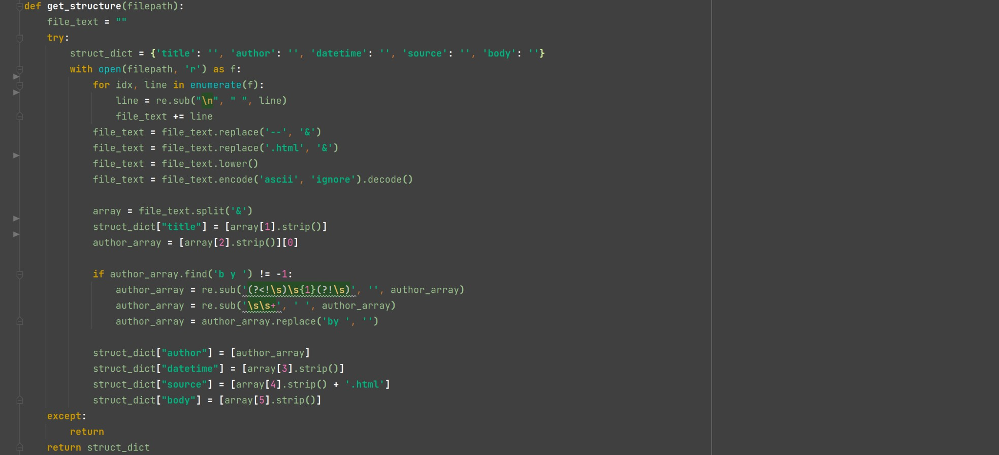 def get_structure(filepath):
    file_text = ""
    try:
        struct_dict = {'title': '', 'author': '', 'datetime': '', 'source': '', 'body': ''}
        with open(filepath, 'r') as f:
            for idx, line in enumerate(f):
                line = re.sub("\n", " ", line)
                file_text += line
            file_text = file_text.replace('--', '&')
            file_text = file_text.replace('.html', '&')
            file_text = file_text.lower()
            file_text = file_text.encode('ascii', 'ignore').decode()

            array = file_text.split('&')
            struct_dict["title"] = [array[1].strip()]
            author_array = [array[2].strip()][0]

            if author_array.find('b y ') != -1:
                author_array = re.sub('(?<!\s)\s{1}(?!\s)', '', author_array)
                author_array = re.sub('\s\s+', ' ', author_array)
                author_array = author_array.replace('by ', '')

            struct_dict["author"] = [author_array]
            struct_dict["datetime"] = [array[3].strip()]
            struct_dict["source"] = [array[4].strip() + '.html']
            struct_dict["body"] = [array[5].strip()]
    except:
        return
    return struct_dict